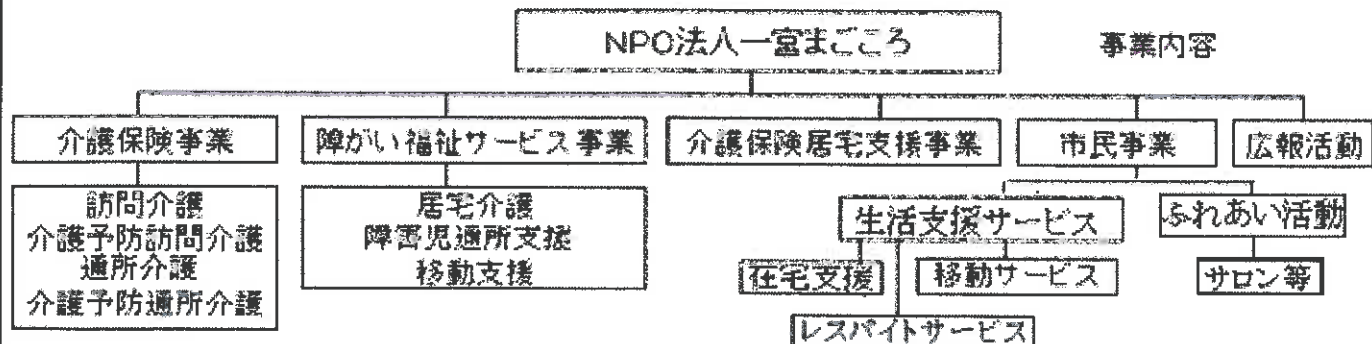 NPO法人一宮まごころ
事業内容
介護保険事業
障がい福祉サービス事業
介護保険居宅支援事業
市民事業
広報活動
訪問介護
介護予防訪問介護
通所介護
介護予防通所介護
居宅介護
障害児通所支援
移動支援
生活支援サービス
ふれあい活動
在宅支援
移動サービス
サロン等
レスパイトサービス